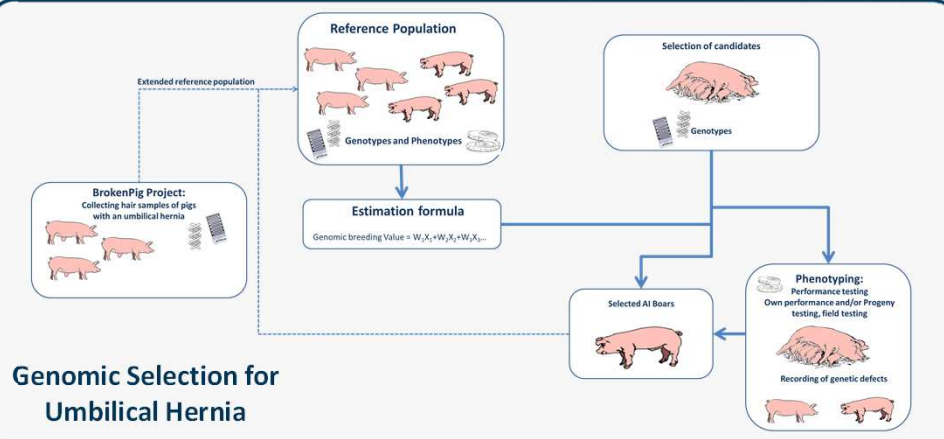 Reference Population
Genotypes and Phenotypes
Selection of candidates
Genotypes
Extended reference population
BrokenPig Project:
Collecting hair samples of pigs
with an umbilical hernia
Estimation formula
Genomic breeding Value = W₁X₁+W₂X₂+W₃X₃...
Selected AI Boars
Phenotyping:
Performance testing
Own performance and/or Progeny
testing, field testing
Recording of genetic defects
Genomic Selection for
Umbilical Hernia